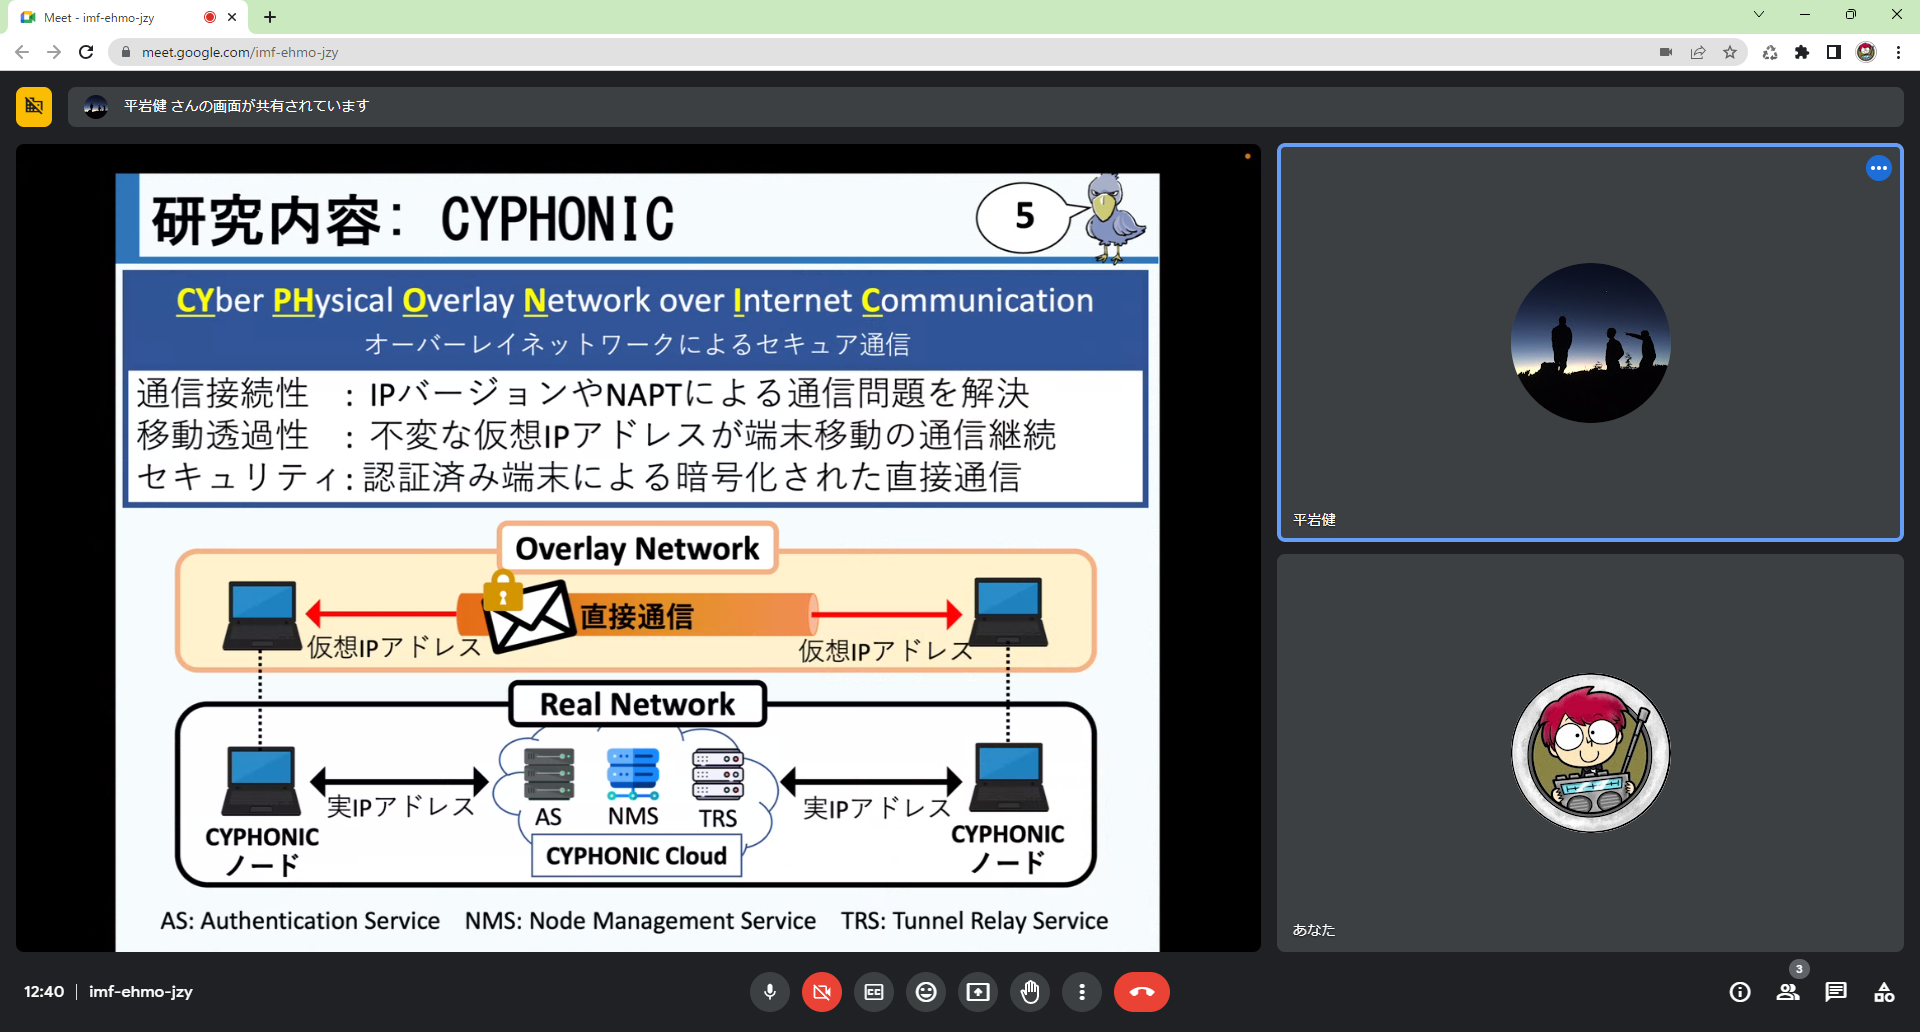 Meet - imf-ehmo-jzy
meet.google.com/imf-ehmo-jzy
平岩健 さんの画面が共有されています
研究内容: CYPHONIC
5
CYber PHysical Overlay Network over Internet Communication
オーバーレイネットワークによるセキュア通信
通信接続性 : IPバージョンやNAPTによる通信問題を解決
移動透過性 : 不変な仮想IPアドレスが端末移動の通信継続
セキュリティ: 認証済み端末による暗号化された直接通信
Overlay Network
直接通信
仮想IPアドレス
仮想IPアドレス
Real Network
実IPアドレス
AS
NMS
TRS
実IPアドレス
CYPHONIC
ノード
CYPHONIC Cloud
CYPHONIC
ノード
AS: Authentication Service NMS: Node Management Service TRS: Tunnel Relay Service
平岩健
あなた
12:40 | imf-ehmo-jzy
CC
3